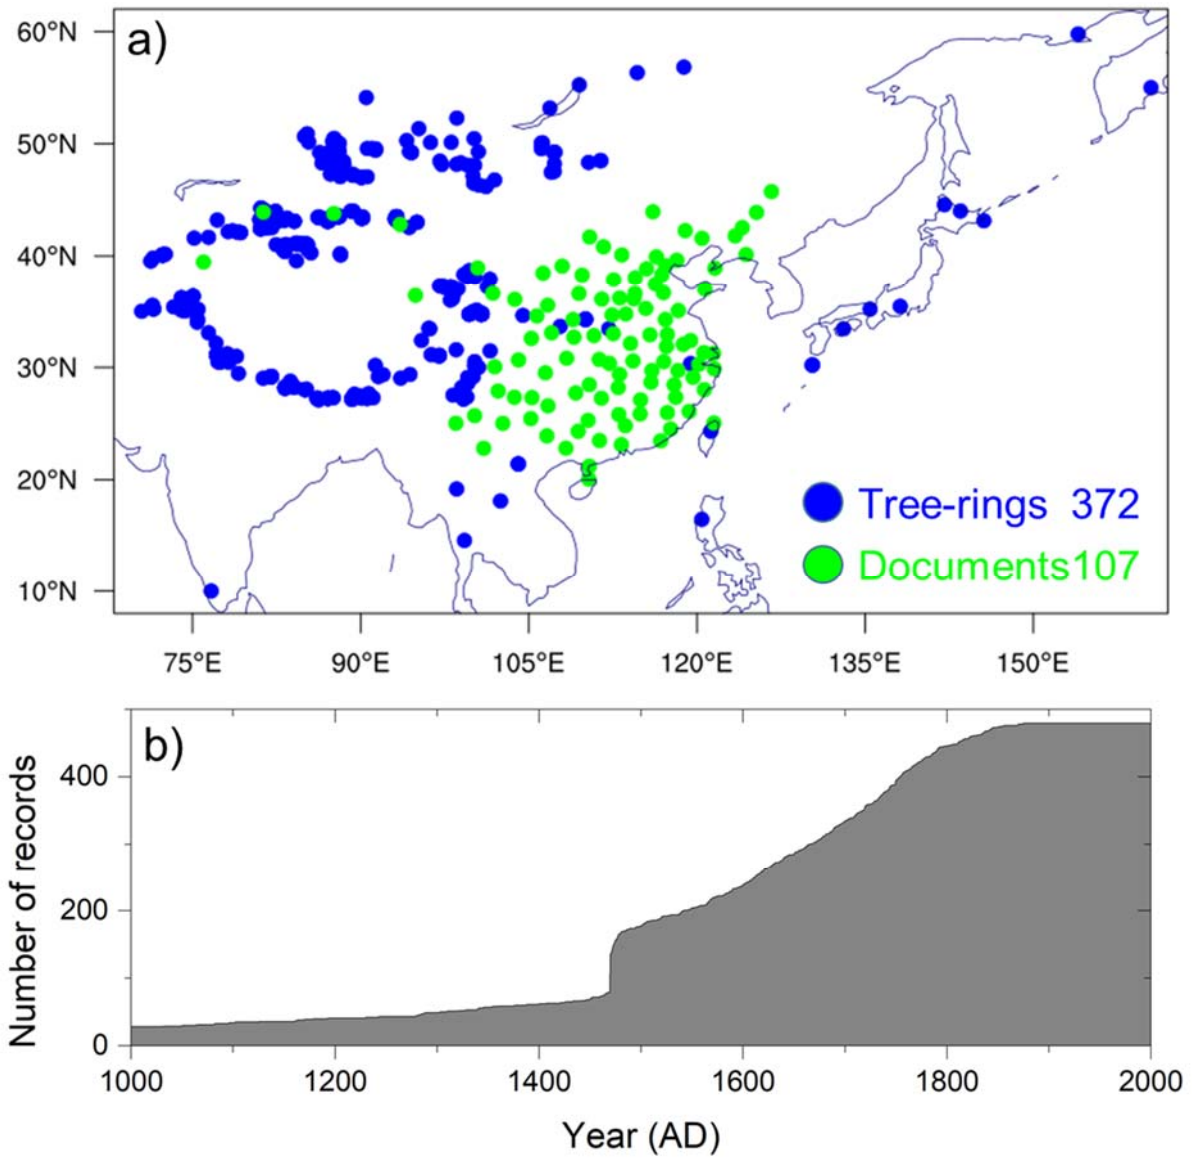 a)
60°N
50°N
40°N
30°N
20°N
10°N
Tree-rings 372
Documents107
75°E 90°E 105°E 120°E 135°E 150°E
b)
Number of records
400
200
0
1000 1200 1400 1600 1800 2000
Year (AD)